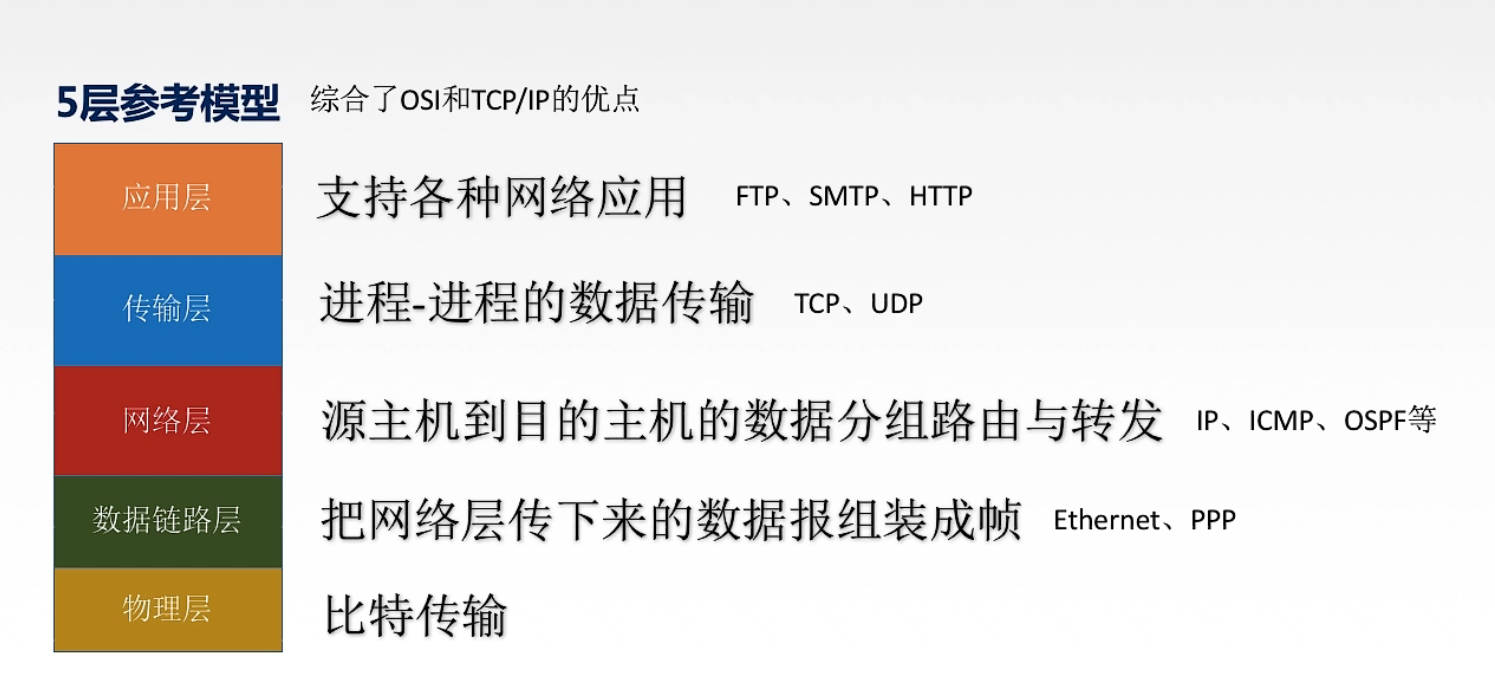 5层参考模型 综合了OSI和TCP/IP的优点
应用层 支持各种网络应用 FTP、SMTP、HTTP
传输层 进程-进程的数据传输 TCP、UDP
网络层 源主机到目的主机的数据分组路由与转发 IP、ICMP、OSPF等
数据链路层 把网络层传下来的数据报组装成帧 Ethernet、PPP
物理层 比特传输